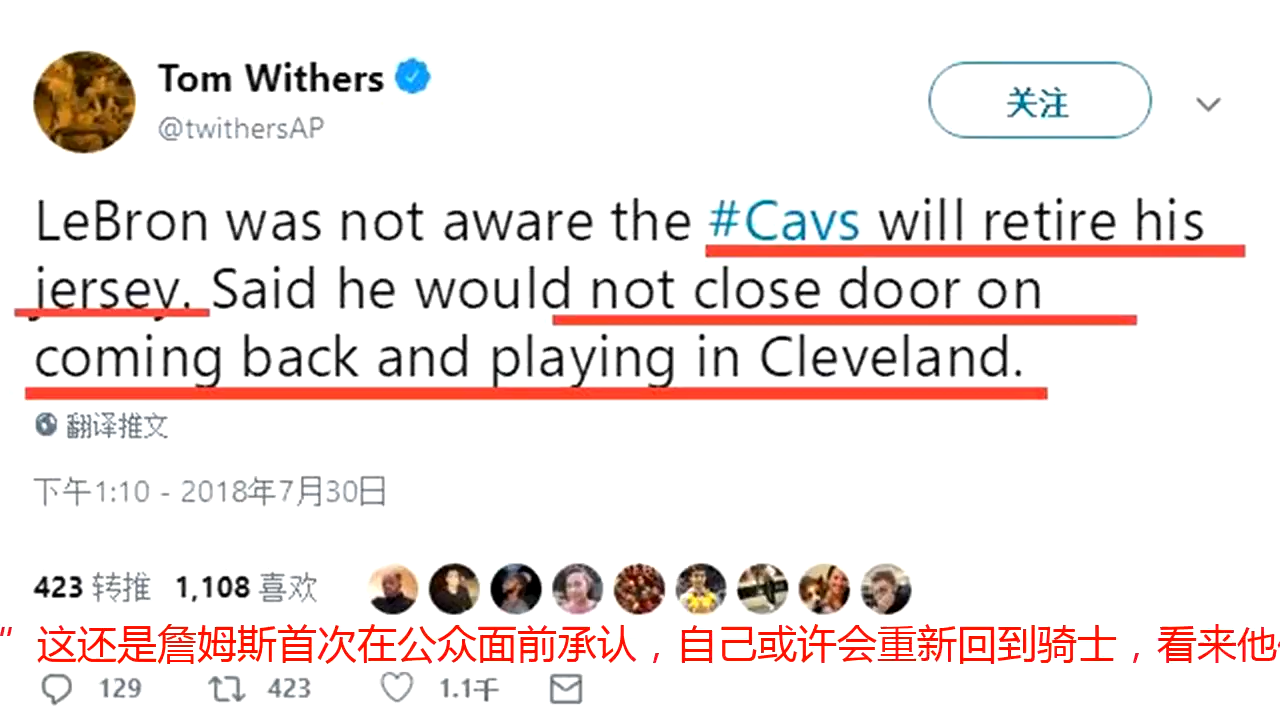 Tom Withers
@twithersAP
关注
LeBron was not aware the #Cavs will retire his
jersey. Said he would not close door on
coming back and playing in Cleveland.
翻译推文
下午1:10 - 2018年7月30日
423 转推 1,108 喜欢
” 这还是詹姆斯首次在公众面前承认，自己或许会重新回到骑士，看来他
129 423 1.1千